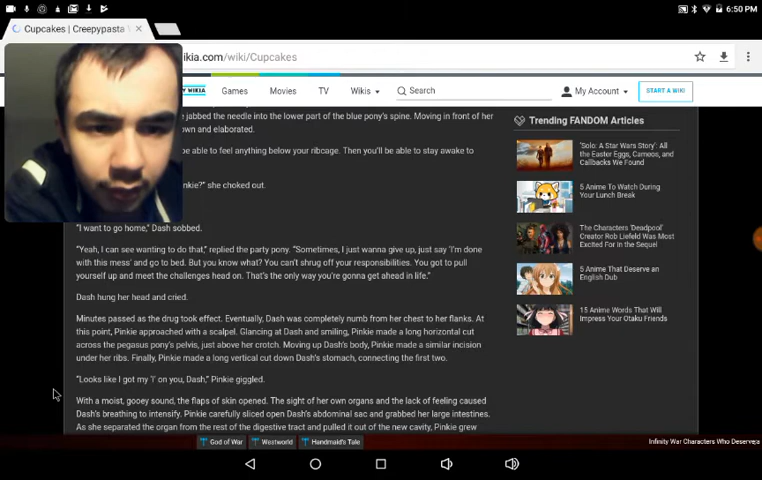 6:50 PM
Cupcakes | Creepypasta
ikia.com/wiki/Cupcakes
WIKIA
Games
Movies
TV
Wikis
Search
My Account
START A WIKI
jabbed the needle into the lower part of the blue pony's spine. Moving in front of her
own and elaborated.
be able to feel anything below your ribcage. Then you'll be able to stay awake to
nkie?" she choked out.
"I want to go home," Dash sobbed.
"Yeah, I can see wanting to do that," replied the party pony. "Sometimes, I just wanna give up, just say 'I'm done
with this mess' and go to bed. But you know what? You can't shrug off your responsibilities. You got to pull
yourself up and meet the challenges head on. That's the only way you're gonna get ahead in life."
Dash hung her head and cried.
Minutes passed as the drug took effect. Eventually, Dash was completely numb from her chest to her flanks. At
this point, Pinkie approached with a scalpel. Glancing at Dash and smiling, Pinkie made a long horizontal cut
across the pegasus pony's pelvis, just above her crotch. Moving up Dash's body, Pinkie made a similar incision
under her ribs. Finally, Pinkie made a long vertical cut down Dash's stomach, connecting the first two.
"Looks like I got my 'I' on you, Dash," Pinkie giggled.
With a moist, gooey sound, the flaps of skin opened. The sight of her own organs and the lack of feeling caused
Dash's breathing to intensify. Pinkie carefully sliced open Dash's abdominal sac and grabbed her large intestines.
As she separated the organ from the rest of the digestive tract and pulled it out of the new cavity, Pinkie grew
Trending FANDOM Articles
'Solo: A Star Wars Story': All
the Easter Eggs, Cameos, and
Callbacks We Found
5 Anime To Watch During
Your Lunch Break
The Characters 'Deadpool'
Creator Rob Liefeld Was Most
Excited For In the Sequel
5 Anime That Deserve an
English Dub
15 Anime Words That Will
Impress Your Otaku Friends
God of War
Westworld
Handmaid's Tale
Infinity War Characters Who Deserve